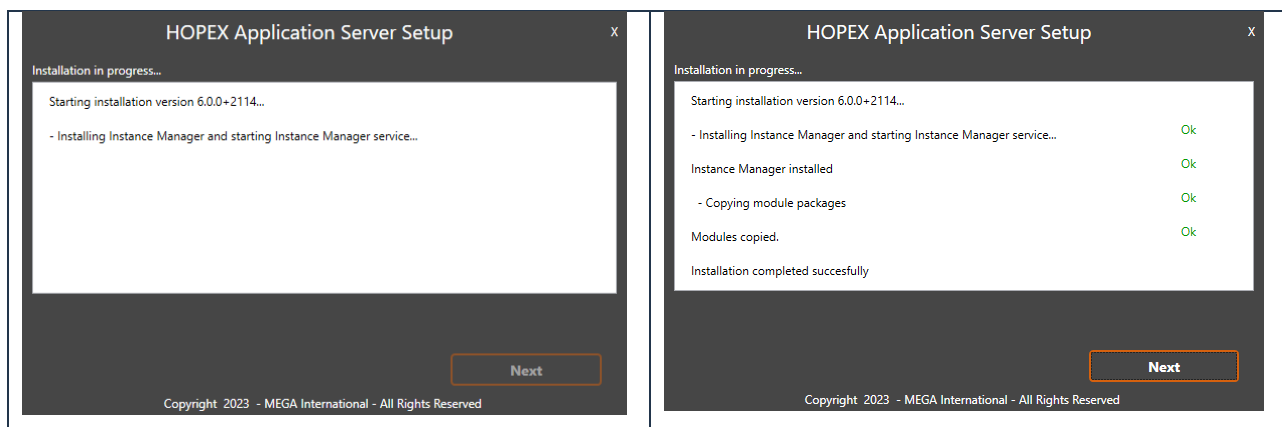 HOPEX Application Server Setup
X
Installation in progress...
Starting installation version 6.0.0+2114...
- Installing Instance Manager and starting Instance Manager service...
Next
Copyright 2023 - MEGA International - All Rights Reserved
HOPEX Application Server Setup
X
Installation in progress...
Starting installation version 6.0.0+2114...
- Installing Instance Manager and starting Instance Manager service... Ok
Instance Manager installed Ok
- Copying module packages Ok
Modules copied. Ok
Installation completed succesfully
Next
Copyright 2023 - MEGA International - All Rights Reserved